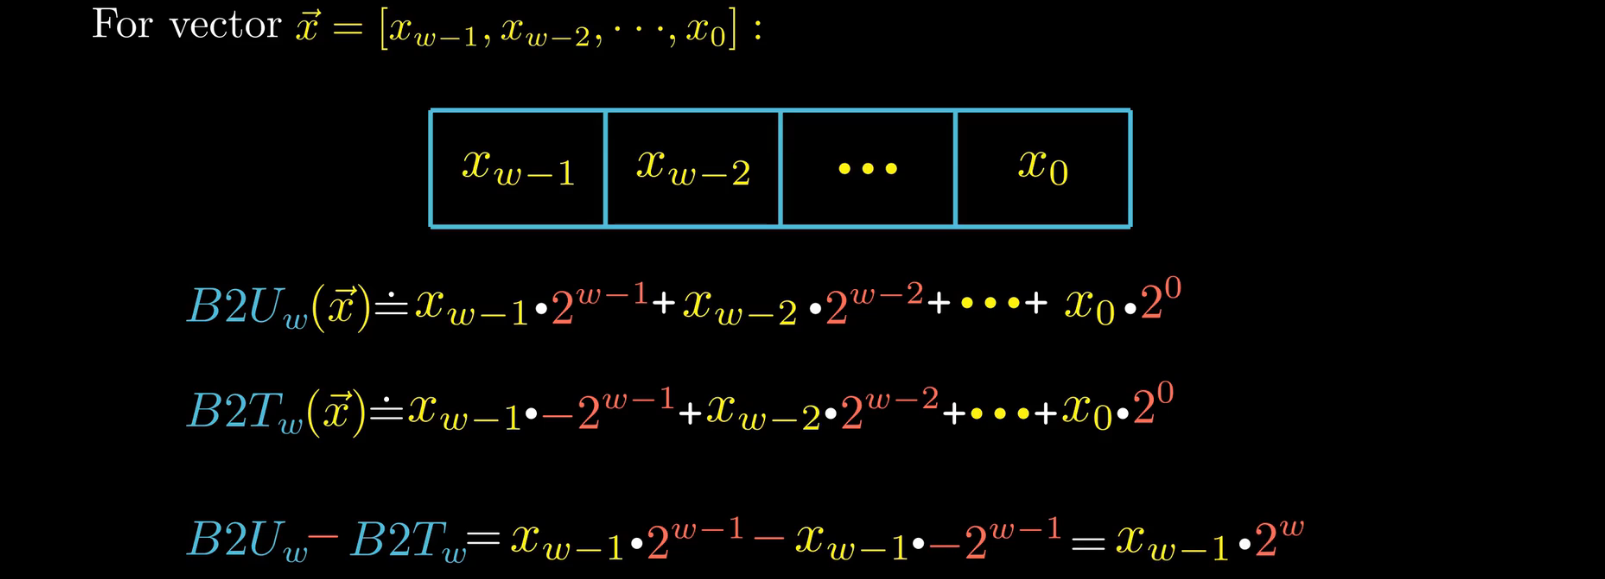 For vector x⃗ = [x_{w−1}, x_{w−2}, · · ·, x_0] :
x_{w−1} x_{w−2} ••• x_0
B2U_w(x⃗)≐x_{w−1}•2^{w−1}+x_{w−2}•2^{w−2}+•••+ x_0•2^0
B2T_w(x⃗)≐x_{w−1}•−2^{w−1}+x_{w−2}•2^{w−2}+•••+x_0•2^0
B2U_w− B2T_w= x_{w−1}•2^{w−1}− x_{w−1}•−2^{w−1} = x_{w−1}•2^w